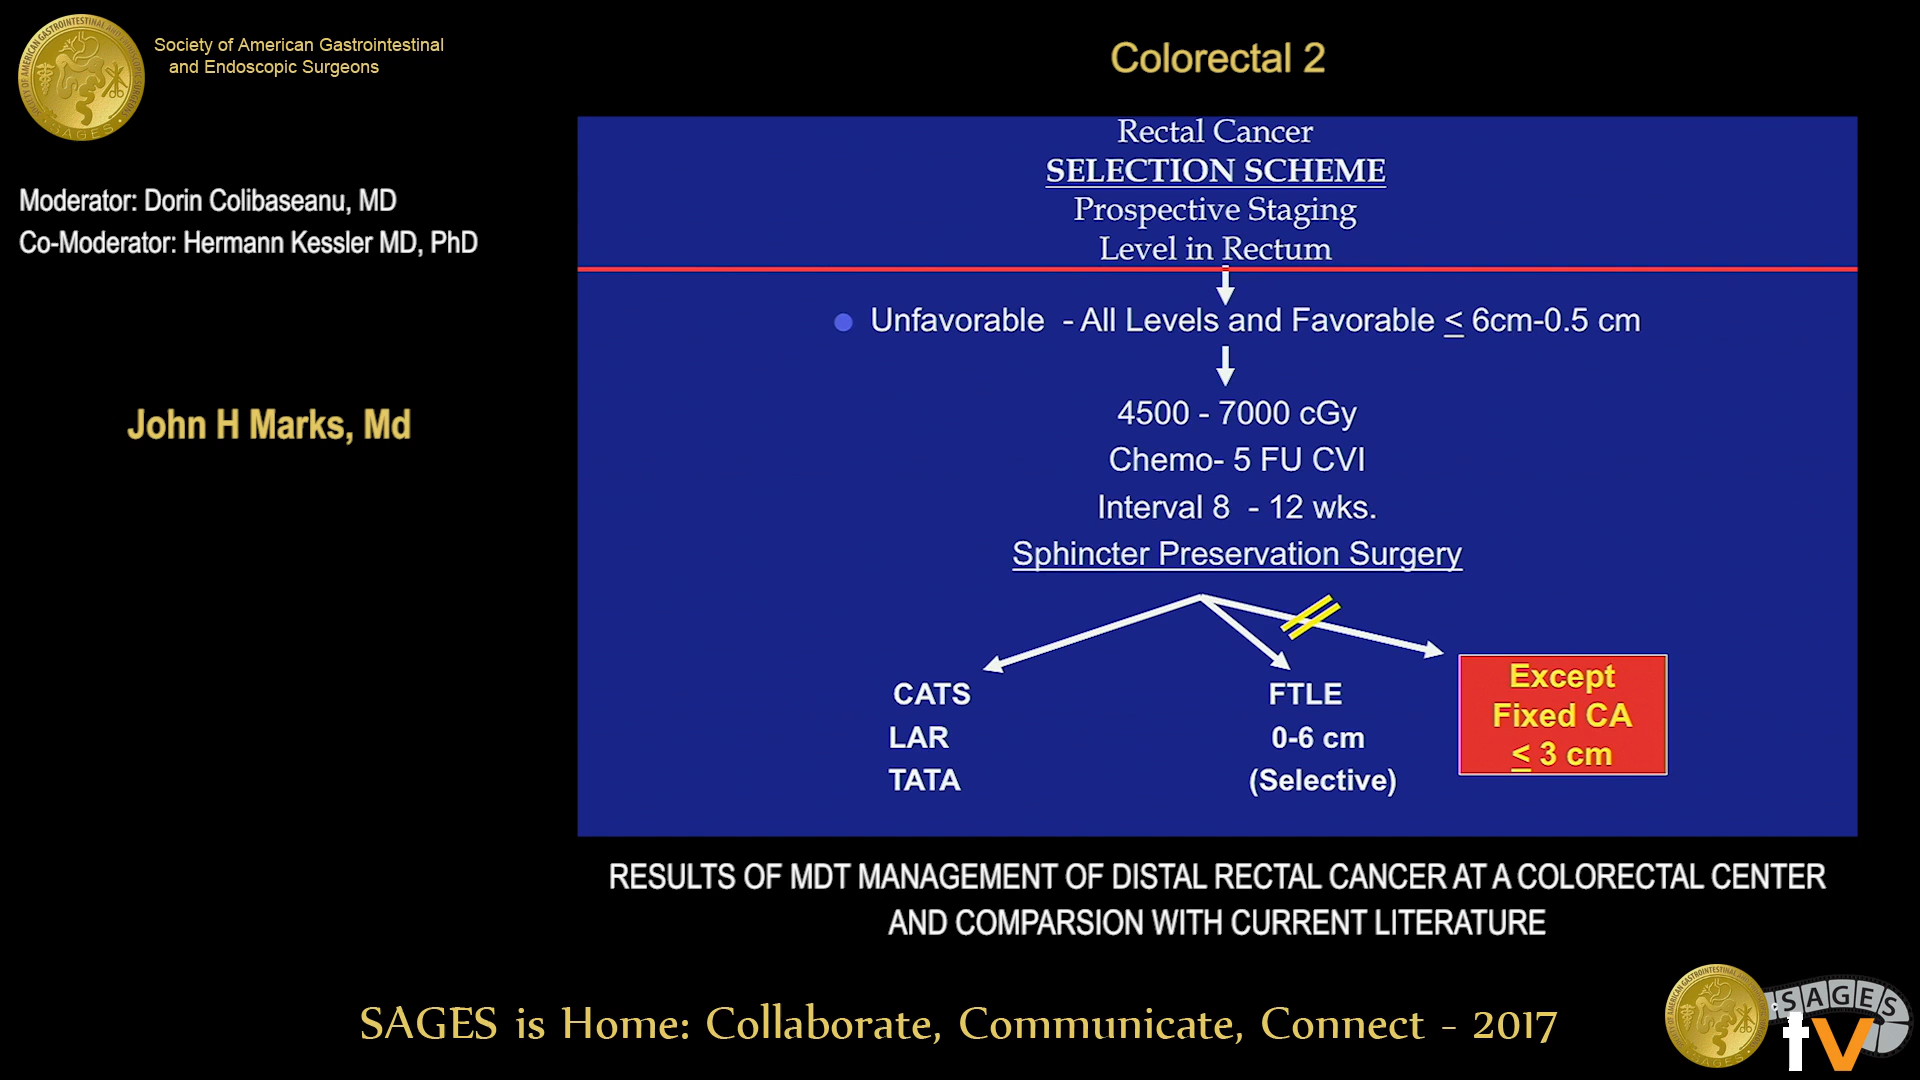 Society of American Gastrointestinal
and Endoscopic Surgeons
Colorectal 2
Moderator: Dorin Colibaseanu, MD
Co-Moderator: Hermann Kessler MD, PhD
John H Marks, Md
Rectal Cancer
SELECTION SCHEME
Prospective Staging
Level in Rectum
Unfavorable - All Levels and Favorable ≤ 6cm-0.5 cm
4500 - 7000 cGy
Chemo- 5 FU CVI
Interval 8 - 12 wks.
Sphincter Preservation Surgery
CATS
LAR
TATA
FTLE
0-6 cm
(Selective)
Except
Fixed CA
≤ 3 cm
RESULTS OF MDT MANAGEMENT OF DISTAL RECTAL CANCER AT A COLORECTAL CENTER
AND COMPARSION WITH CURRENT LITERATURE
SAGES is Home: Collaborate, Communicate, Connect - 2017
SAGES
tv